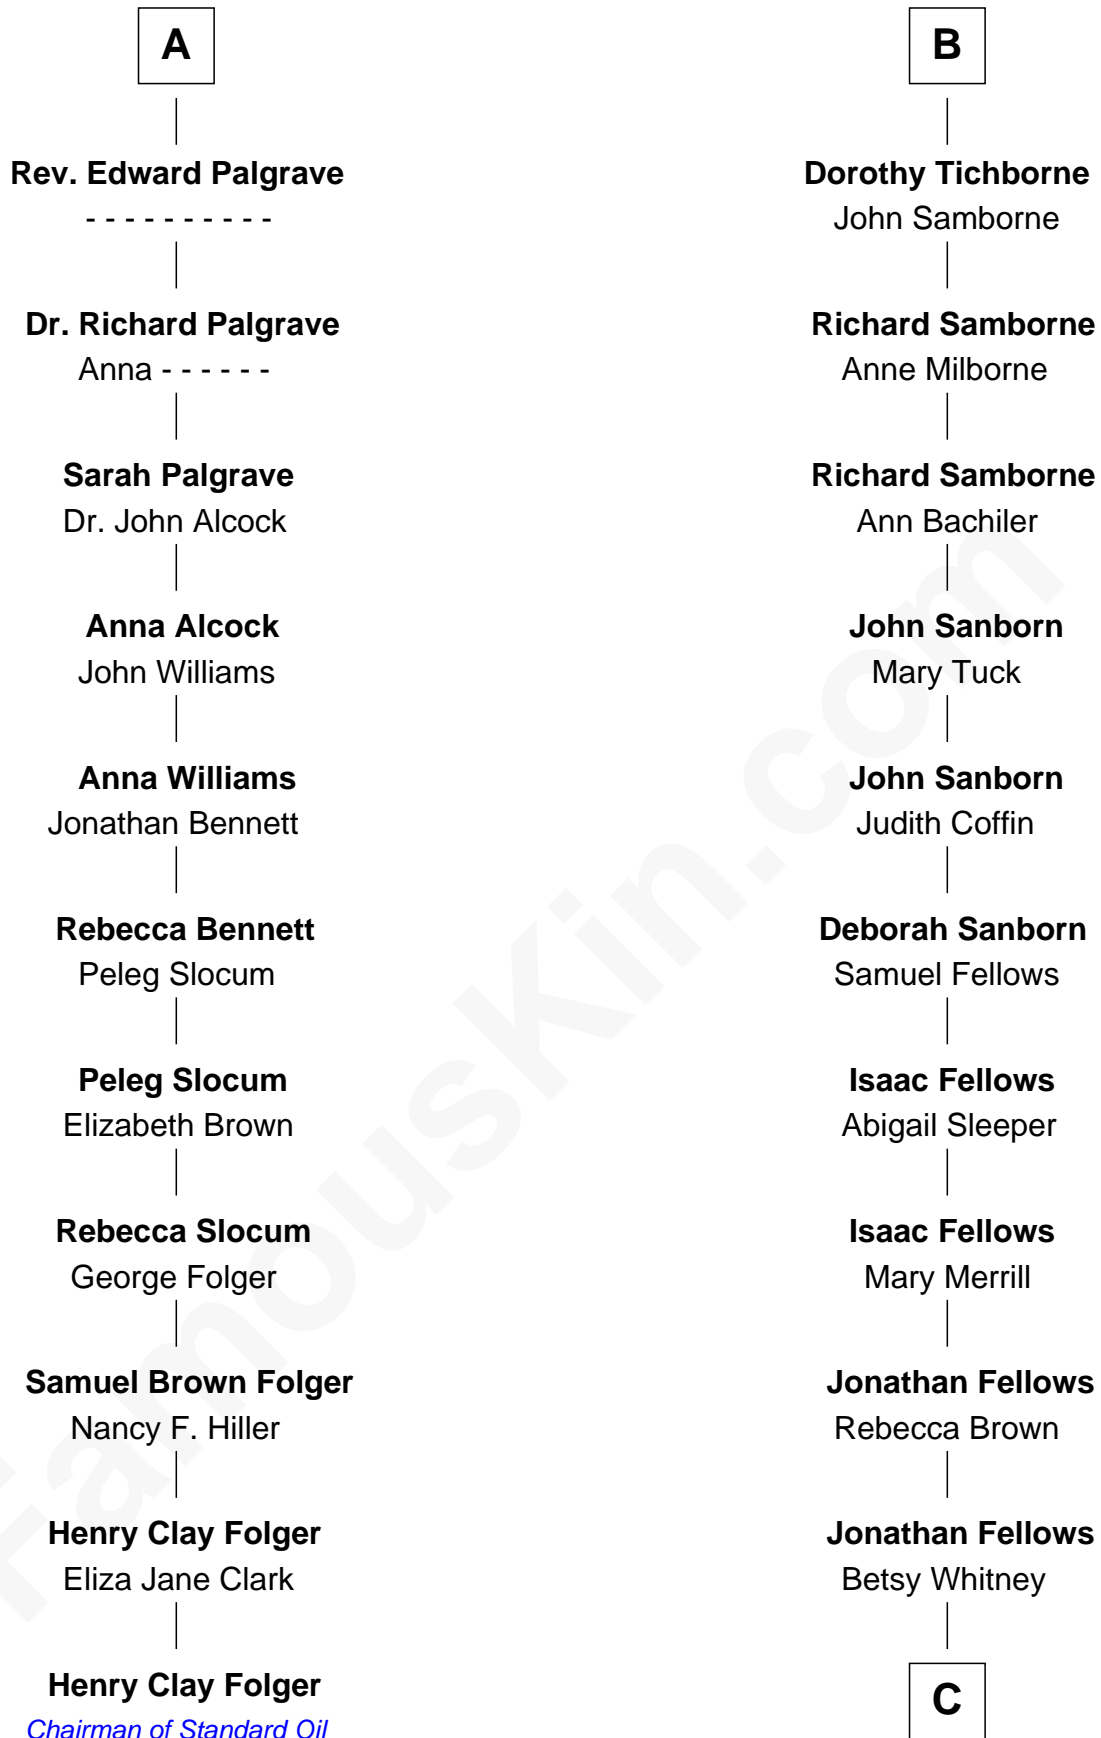 A
Rev. Edward Palgrave
- - - - - - - - - -
Dr. Richard Palgrave
Anna - - - - - -
Sarah Palgrave
Dr. John Alcock
Anna Alcock
John Williams
Anna Williams
Jonathan Bennett
Rebecca Bennett
Peleg Slocum
Peleg Slocum
Elizabeth Brown
Rebecca Slocum
George Folger
Samuel Brown Folger
Nancy F. Hiller
Henry Clay Folger
Eliza Jane Clark
Henry Clay Folger
Chairman of Standard Oil
B
Dorothy Tichborne
John Samborne
Richard Samborne
Anne Milborne
Richard Samborne
Ann Bachiler
John Sanborn
Mary Tuck
John Sanborn
Judith Coffin
Deborah Sanborn
Samuel Fellows
Isaac Fellows
Abigail Sleeper
Isaac Fellows
Mary Merrill
Jonathan Fellows
Rebecca Brown
Jonathan Fellows
Betsy Whitney
C
FamousKin.com